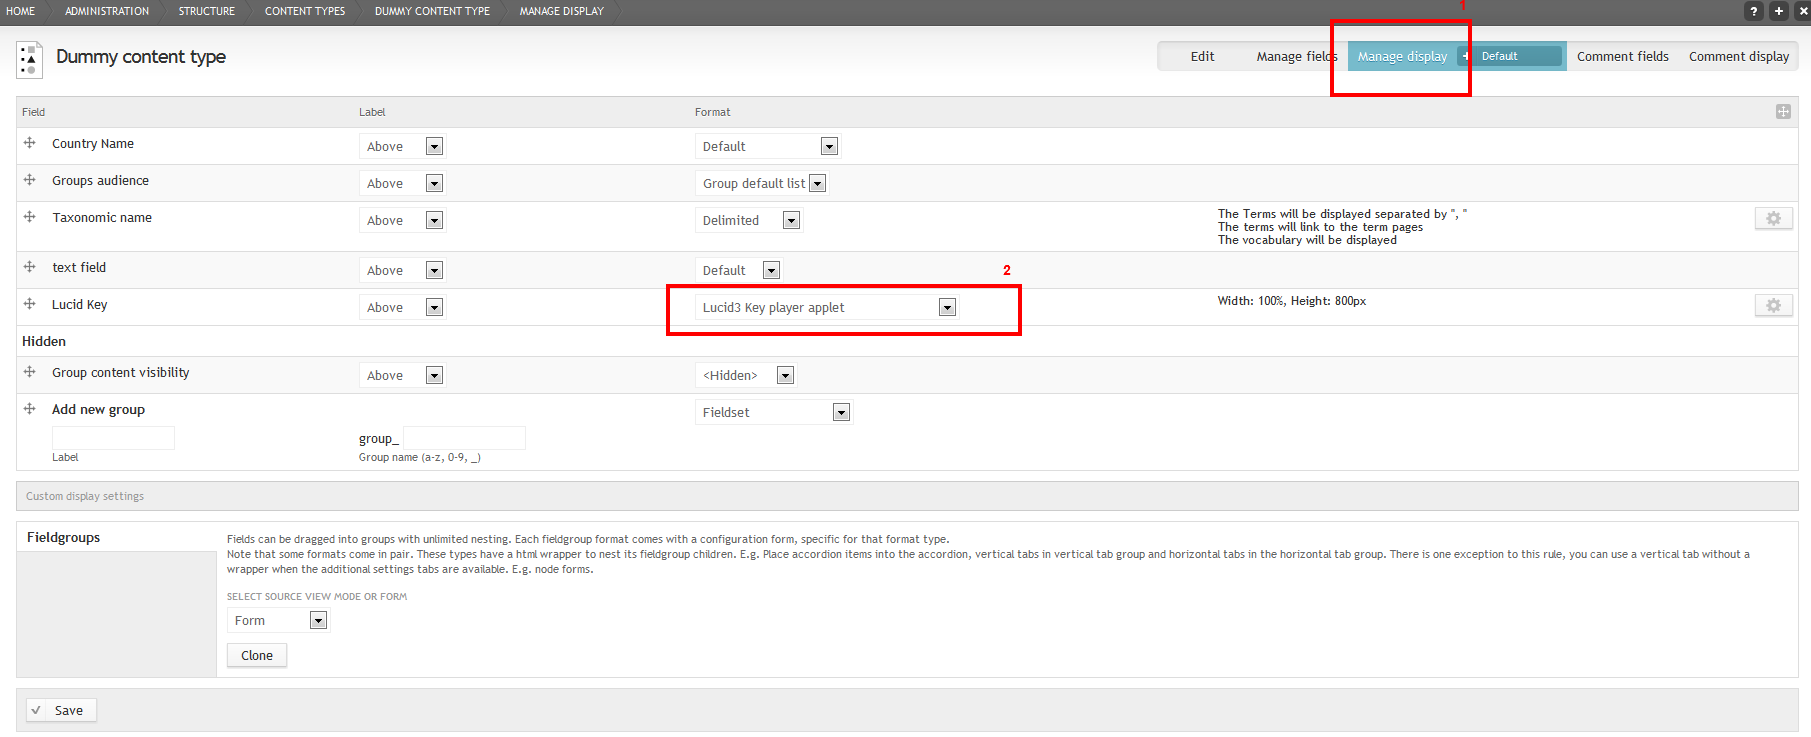 HOME ADMINISTRATION STRUCTURE CONTENT TYPES DUMMY CONTENT TYPE MANAGE DISPLAY 1 ? + ×
Dummy content type Edit Manage fields Manage display + Default Comment fields Comment display
Field Label Format
Country Name Above Default
Groups audience Above Group default list
Taxonomic name Above Delimited The Terms will be displayed separated by ", "
The terms will link to the term pages
The vocabulary will be displayed
text field Above Default 2
Lucid Key Above Lucid3 Key player applet Width: 100%, Height: 800px
Hidden
Group content visibility Above <Hidden>
Add new group Fieldset
group_
Label Group name (a-z, 0-9, _)
Custom display settings
Fieldgroups Fields can be dragged into groups with unlimited nesting. Each fieldgroup format comes with a configuration form, specific for that format type.
Note that some formats come in pair. These types have a html wrapper to nest its fieldgroup children. E.g. Place accordion items into the accordion, vertical tabs in vertical tab group and horizontal tabs in the horizontal tab group. There is one exception to this rule, you can use a vertical tab without a
wrapper when the additional settings tabs are available. E.g. node forms.
SELECT SOURCE VIEW MODE OR FORM
Form
Clone
Save